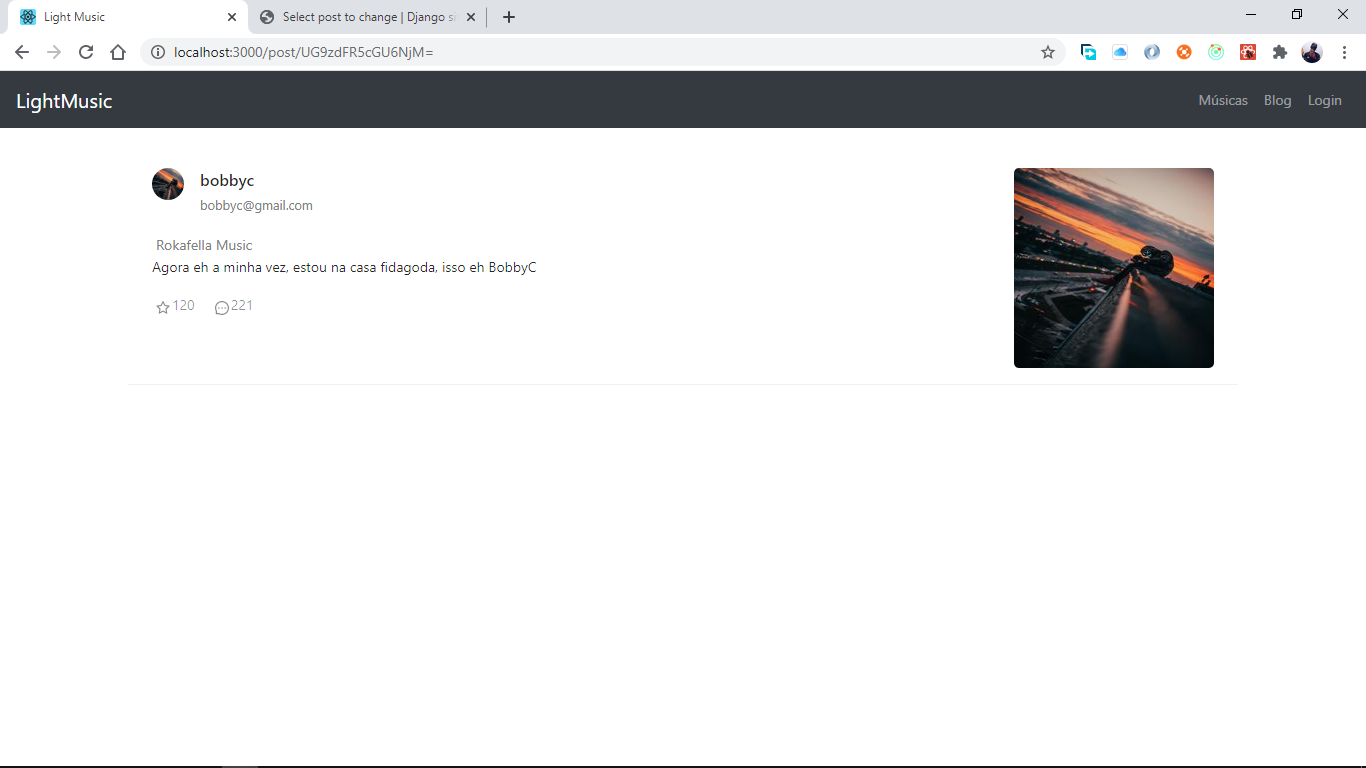 Light Music
Select post to change | Django si
localhost:3000/post/UG9zdFR5cGU6NjM=
LightMusic
Músicas
Blog
Login
bobbyc
bobbyc@gmail.com
Rokafella Music
Agora eh a minha vez, estou na casa fidagoda, isso eh BobbyC
120
221